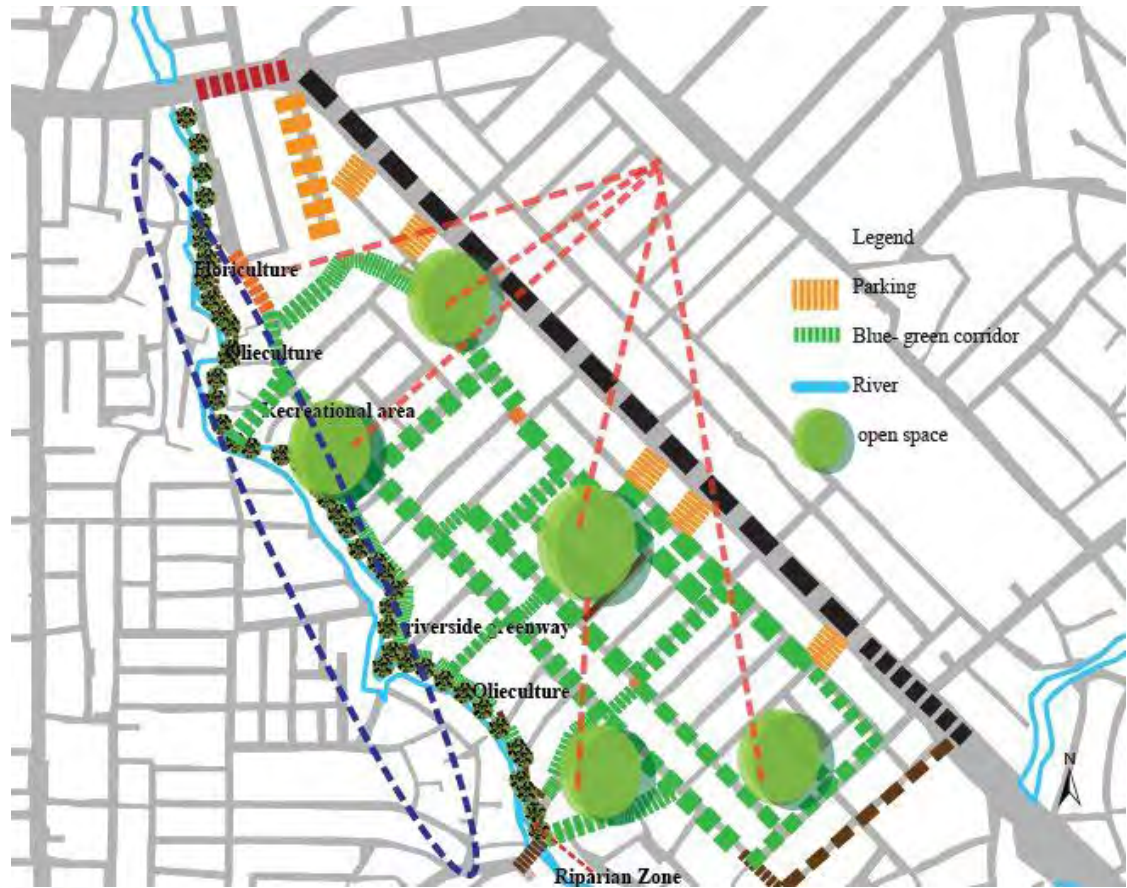 Legend
Floriculture
Parking
Blue- green corridor
Olieculture
River
Recreational area
open space
riverside greenway
Olieculture
N
Riparian Zone